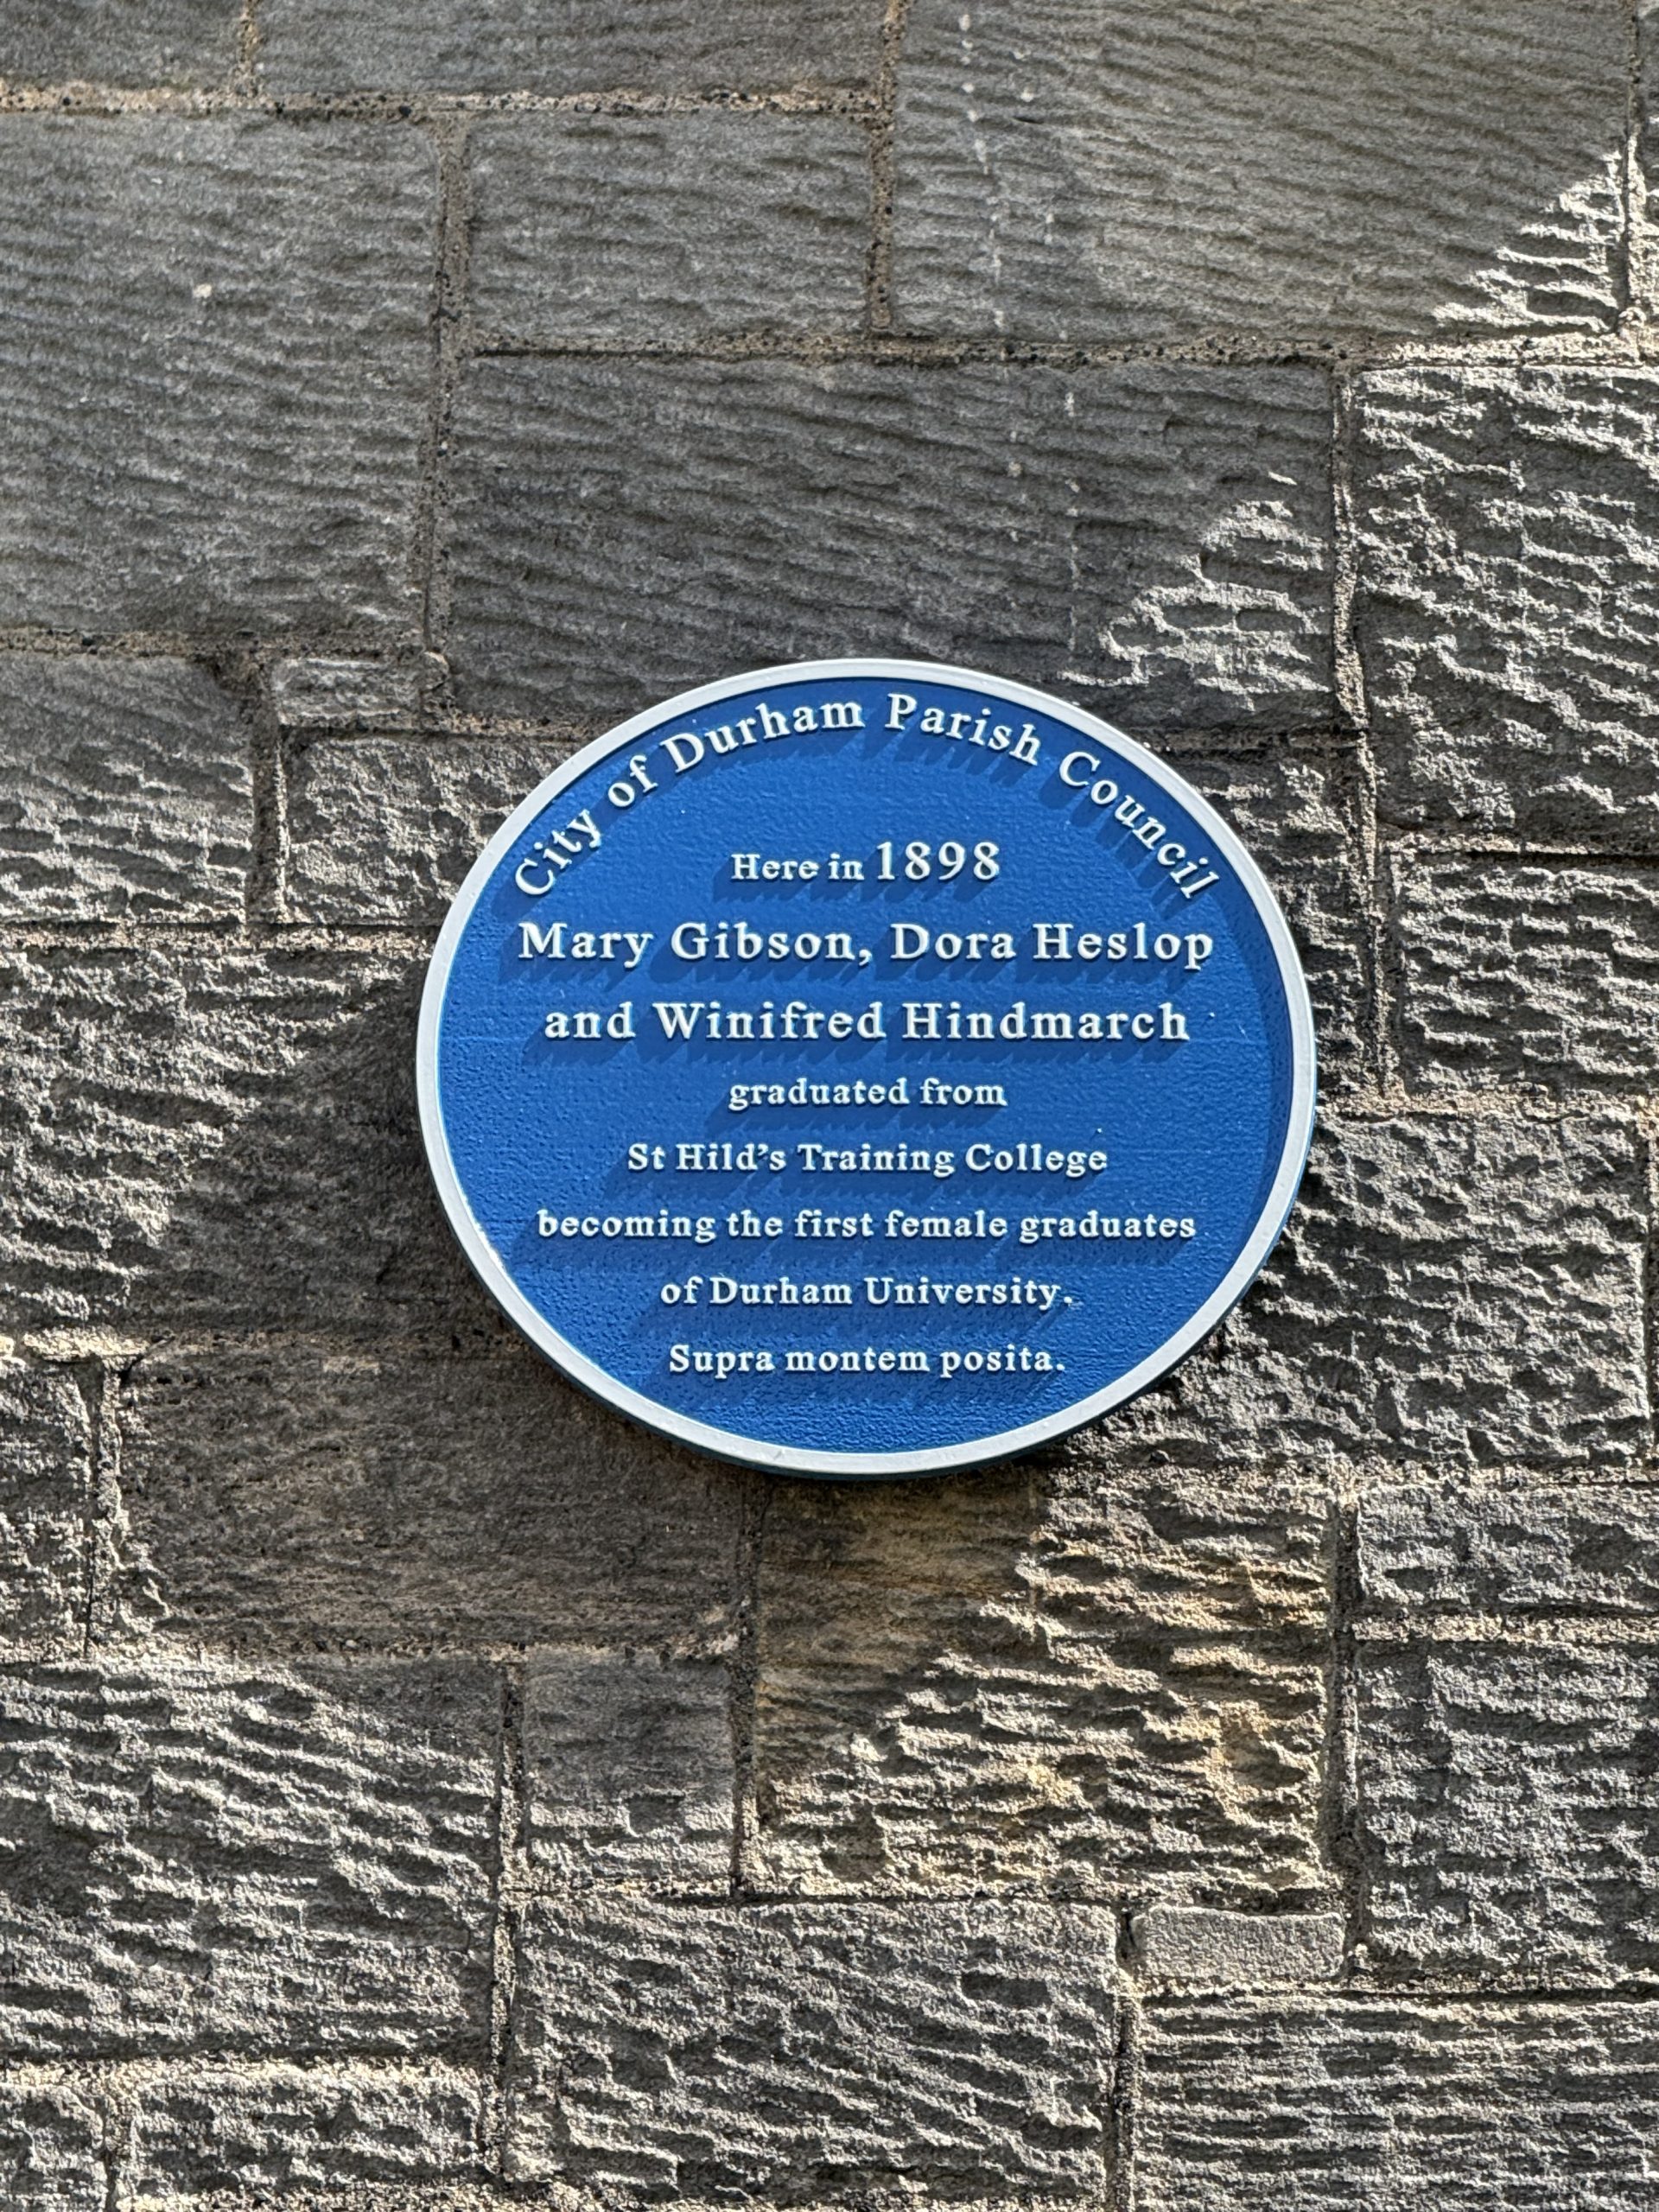 City of Durham Parish Council
Here in 1898
Mary Gibson, Dora Heslop
and Winifred Hindmarch
graduated from
St Hild's Training College
becoming the first female graduates
of Durham University.
Supra montem posita.